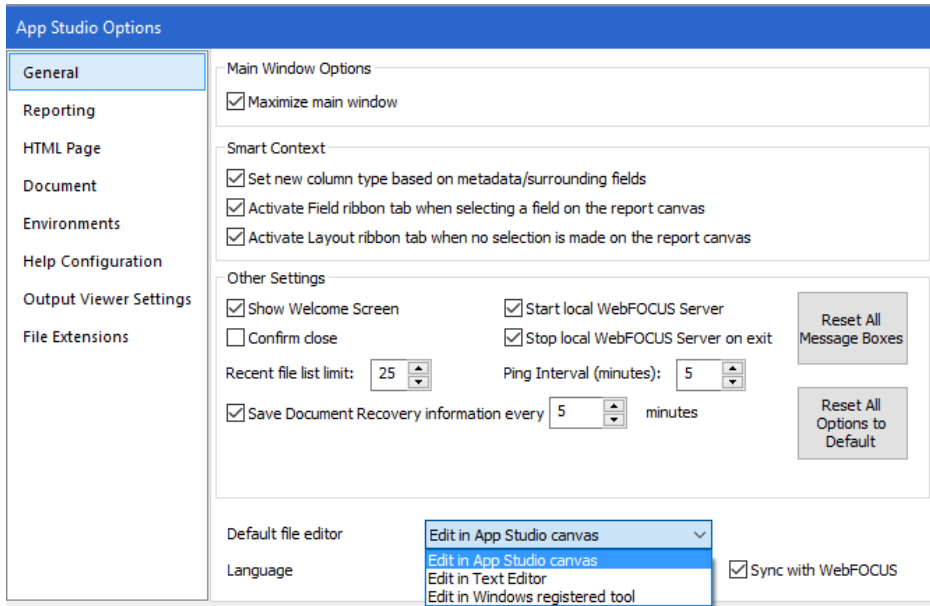 App Studio Options
General
Reporting
HTML Page
Document
Environments
Help Configuration
Output Viewer Settings
File Extensions
Main Window Options
Maximize main window
Smart Context
Set new column type based on metadata/surrounding fields
Activate Field ribbon tab when selecting a field on the report canvas
Activate Layout ribbon tab when no selection is made on the report canvas
Other Settings
Show Welcome Screen
Start local WebFOCUS Server
Confirm close
Stop local WebFOCUS Server on exit
Recent file list limit: 25
Ping Interval (minutes): 5
Save Document Recovery information every 5 minutes
Reset All
Message Boxes
Reset All
Options to
Default
Default file editor
Edit in App Studio canvas
Edit in App Studio canvas
Edit in Text Editor
Edit in Windows registered tool
Language
Sync with WebFOCUS